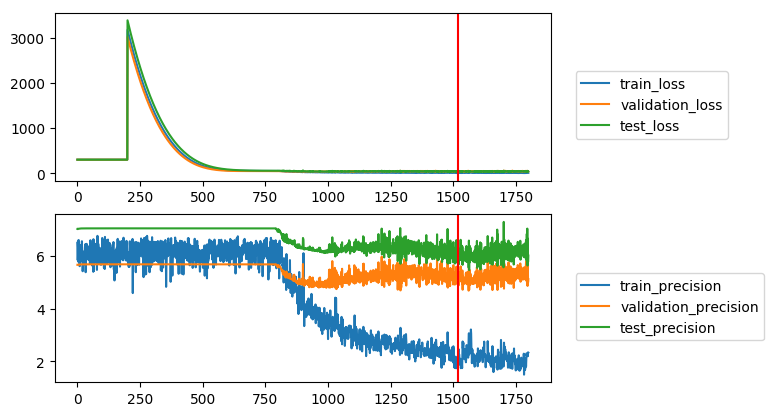 3000
2000
1000
0
0 250 500 750 1000 1250 1500 1750
train_loss
validation_loss
test_loss
6
4
2
0 250 500 750 1000 1250 1500 1750
train_precision
validation_precision
test_precision